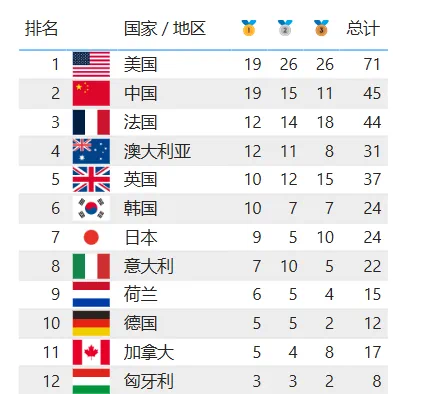 排名 国家 / 地区 🥇 🥈 🥉 总计
1 美国 19 26 26 71
2 中国 19 15 11 45
3 法国 12 14 18 44
4 澳大利亚 12 11 8 31
5 英国 10 12 15 37
6 韩国 10 7 7 24
7 日本 9 5 10 24
8 意大利 7 10 5 22
9 荷兰 6 5 4 15
10 德国 5 5 2 12
11 加拿大 5 4 8 17
12 匈牙利 3 3 2 8